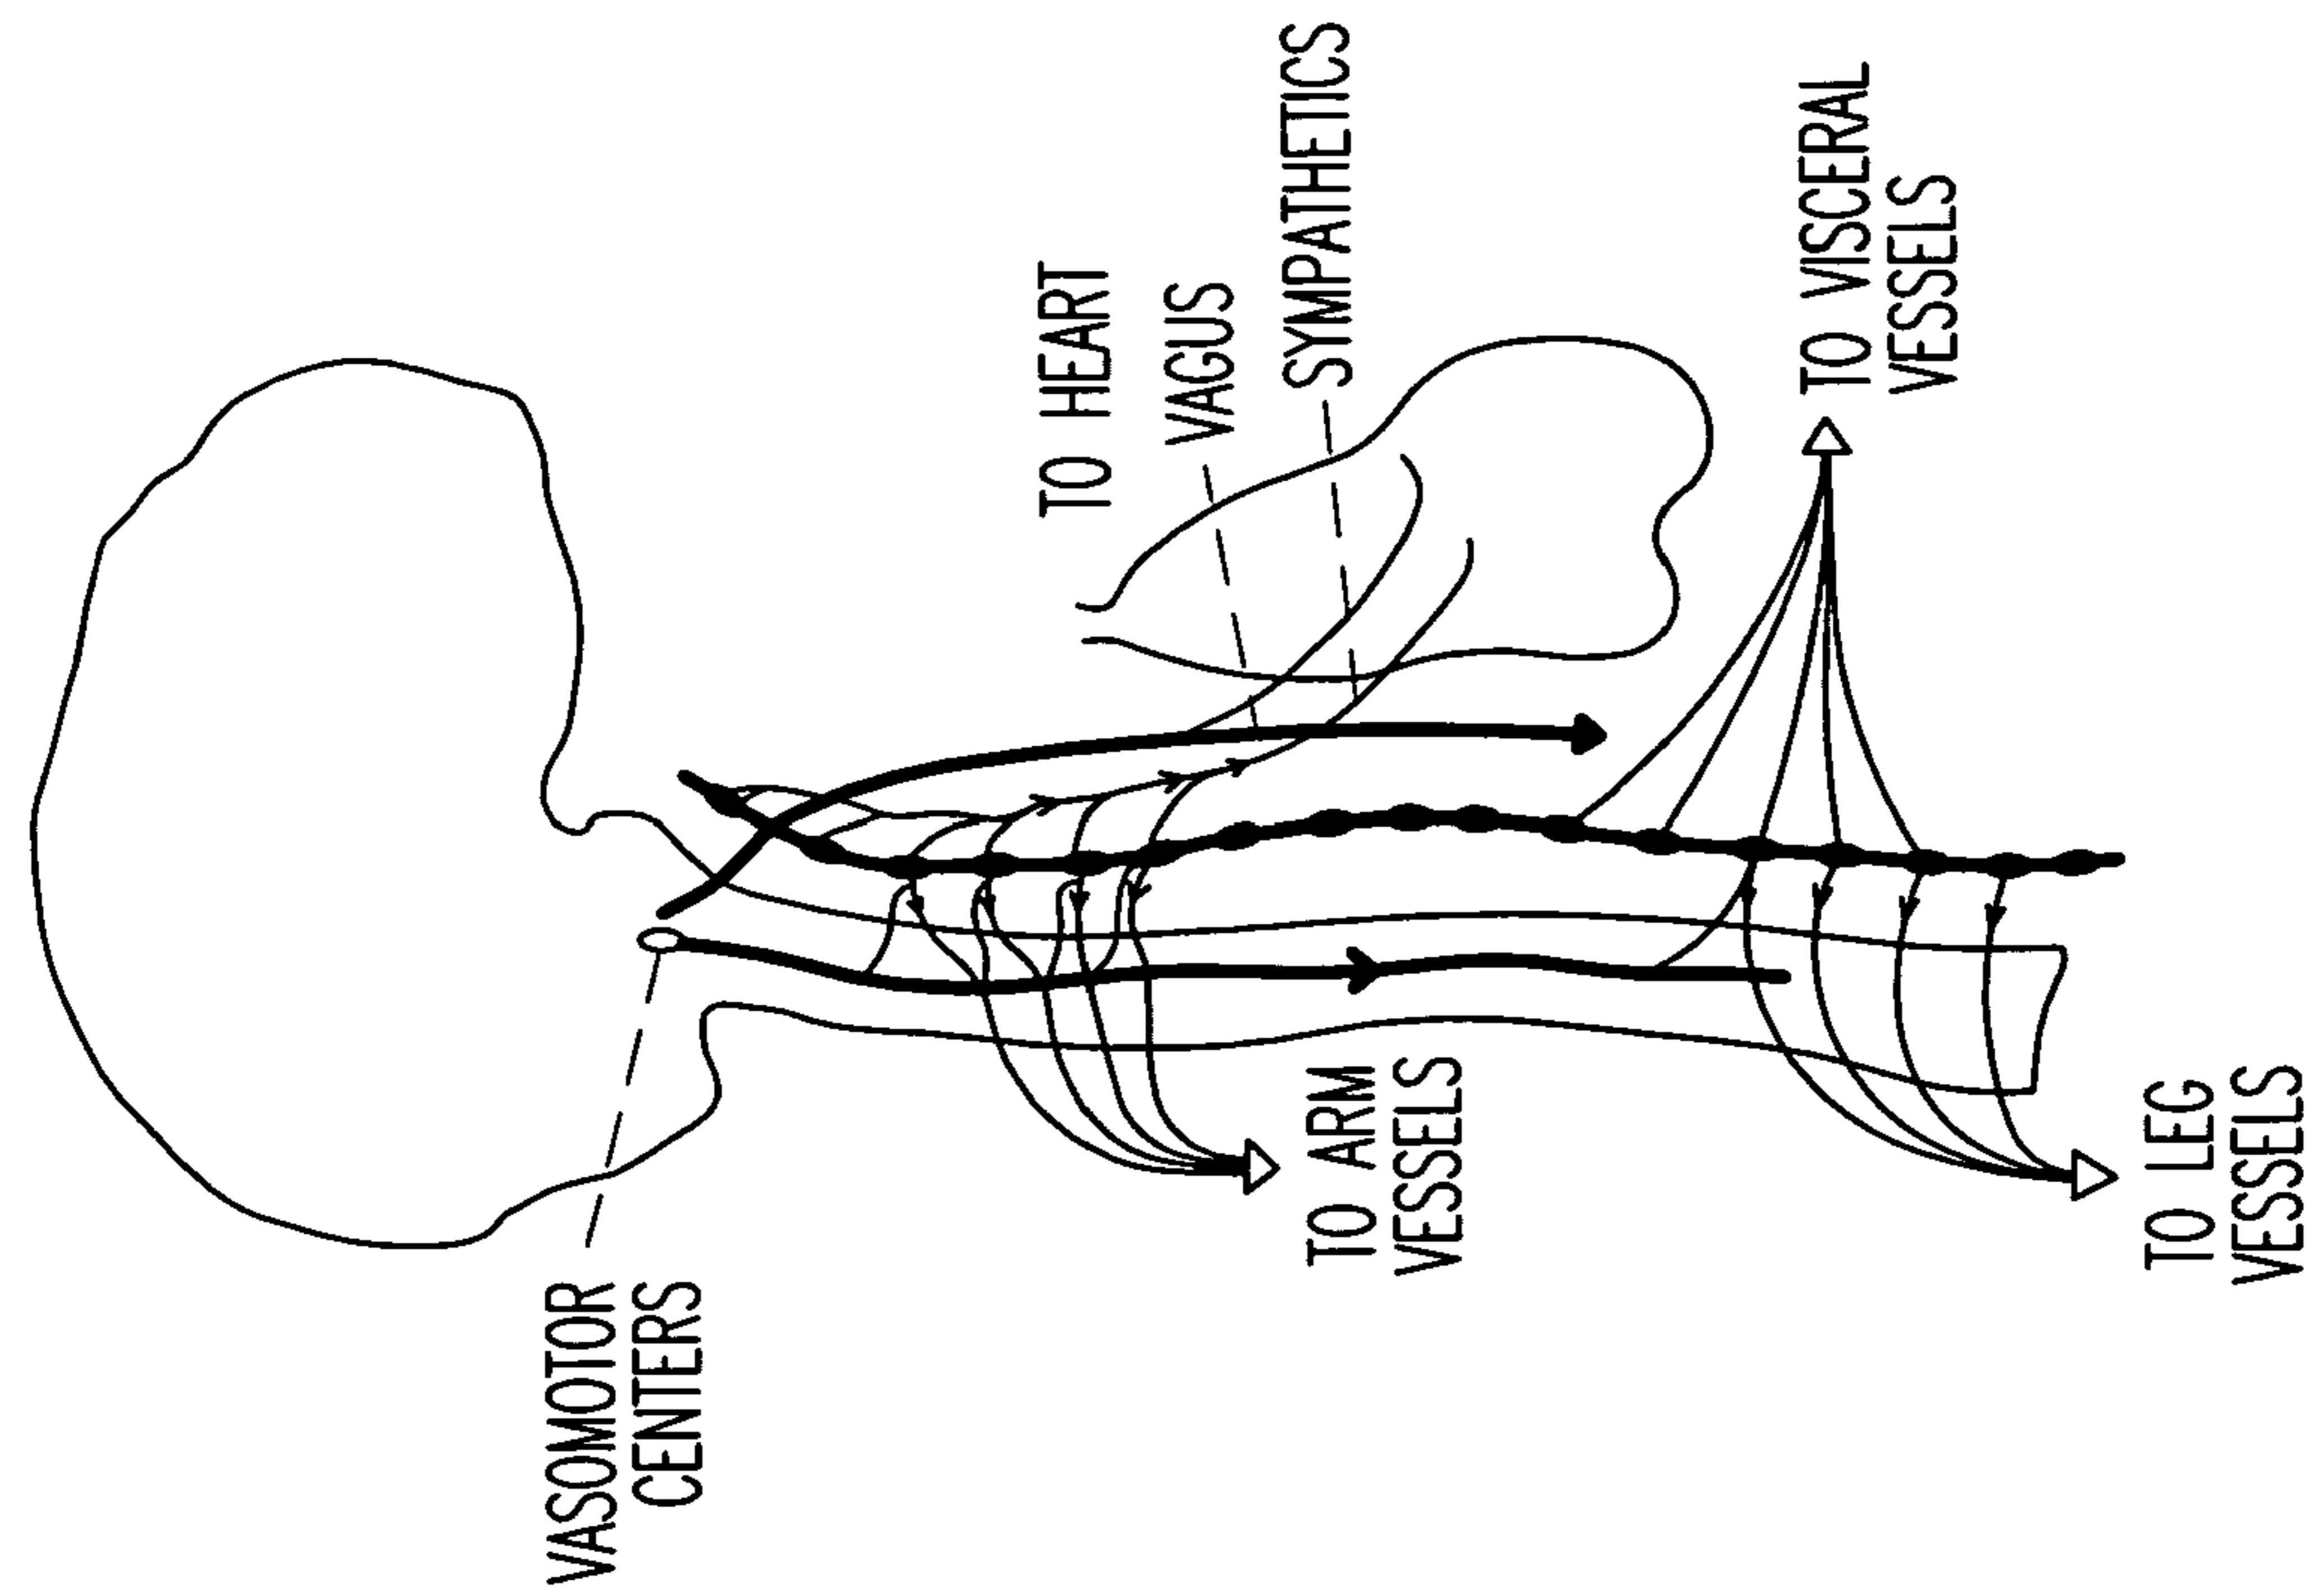 VASOMOTOR
CENTERS
TO HEART
VAGUS
SYMPATHETICS
TO ARM
VESSELS
TO VISCERAL
VESSELS
TO LEG
VESSELS